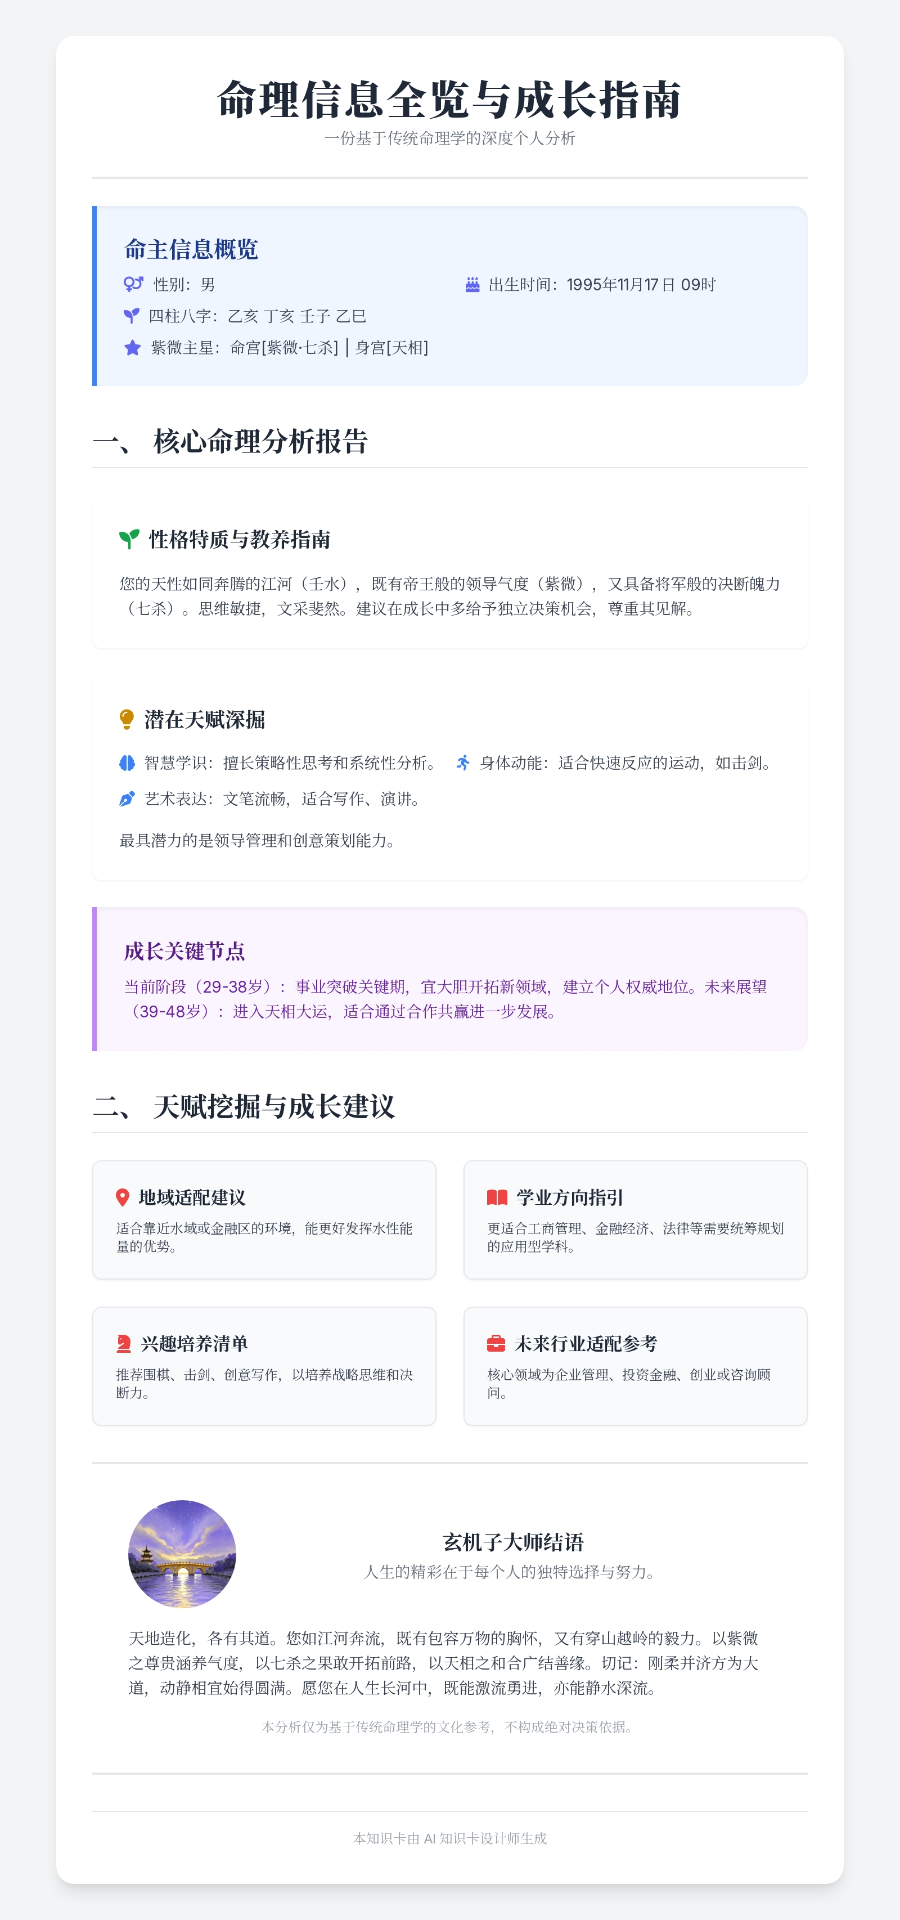 命理信息全览与成长指南
一份基于传统命理学的深度个人分析
命主信息概览
性别：男
出生时间：1995年11月17日 09时
四柱八字：乙亥 丁亥 壬子 乙巳
紫微主星：命宫[紫微·七杀] | 身宫[天相]
一、 核心命理分析报告
性格特质与教养指南
您的天性如同奔腾的江河（壬水），既有帝王般的领导气度（紫微），又具备将军般的决断魄力
（七杀）。思维敏捷，文采斐然。建议在成长中多给予独立决策机会，尊重其见解。
潜在天赋深掘
智慧学识：擅长策略性思考和系统性分析。
身体动能：适合快速反应的运动，如击剑。
艺术表达：文笔流畅，适合写作、演讲。
最具潜力的是领导管理和创意策划能力。
成长关键节点
当前阶段（29-38岁）：事业突破关键期，宜大胆开拓新领域，建立个人权威地位。未来展望
（39-48岁）：进入天相大运，适合通过合作共赢进一步发展。
二、 天赋挖掘与成长建议
地域适配建议
适合靠近水域或金融区的环境，能更好发挥水性能
量的优势。
学业方向指引
更适合工商管理、金融经济、法律等需要统筹规划
的应用型学科。
兴趣培养清单
推荐围棋、击剑、创意写作，以培养战略思维和决
断力。
未来行业适配参考
核心领域为企业管理、投资金融、创业或咨询顾
问。
玄机子大师结语
人生的精彩在于每个人的独特选择与努力。
天地造化，各有其道。您如江河奔流，既有包容万物的胸怀，又有穿山越岭的毅力。以紫微
之尊贵涵养气度，以七杀之果敢开拓前路，以天相之和合广结善缘。切记：刚柔并济方为大
道，动静相宜始得圆满。愿您在人生长河中，既能激流勇进，亦能静水深流。
本分析仅为基于传统命理学的文化参考，不构成绝对决策依据。
本知识卡由 AI 知识卡设计师生成